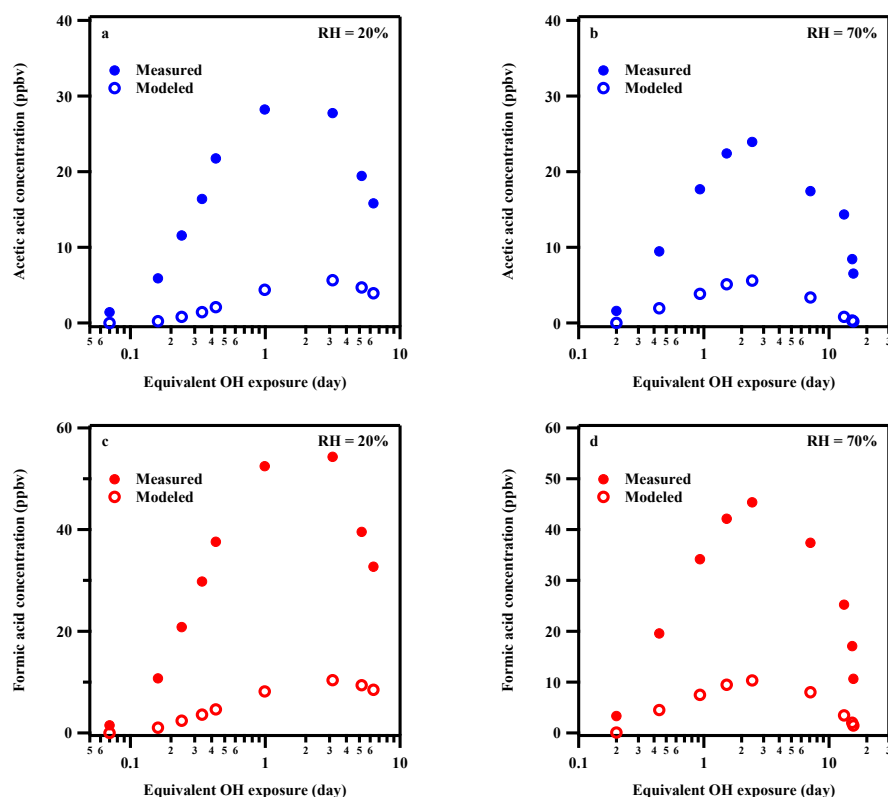 a
RH = 20%
Measured
Modeled
Acetic acid concentration (ppbv)
40
30
20
10
0
5 6 0.1 2 3 4 5 6 1 2 3 4 5 6 10
Equivalent OH exposure (day)
b
RH = 70%
Measured
Modeled
Acetic acid concentration (ppbv)
40
30
20
10
0
0.1 2 3 4 5 6 1 2 3 4 5 6 10 2 3
Equivalent OH exposure (day)
c
RH = 20%
Measured
Modeled
Formic acid concentration (ppbv)
60
40
20
0
5 6 0.1 2 3 4 5 6 1 2 3 4 5 6 10
Equivalent OH exposure (day)
d
RH = 70%
Measured
Modeled
Formic acid concentration (ppbv)
60
50
40
30
20
10
0
0.1 2 3 4 5 6 1 2 3 4 5 6 10 2 3
Equivalent OH exposure (day)